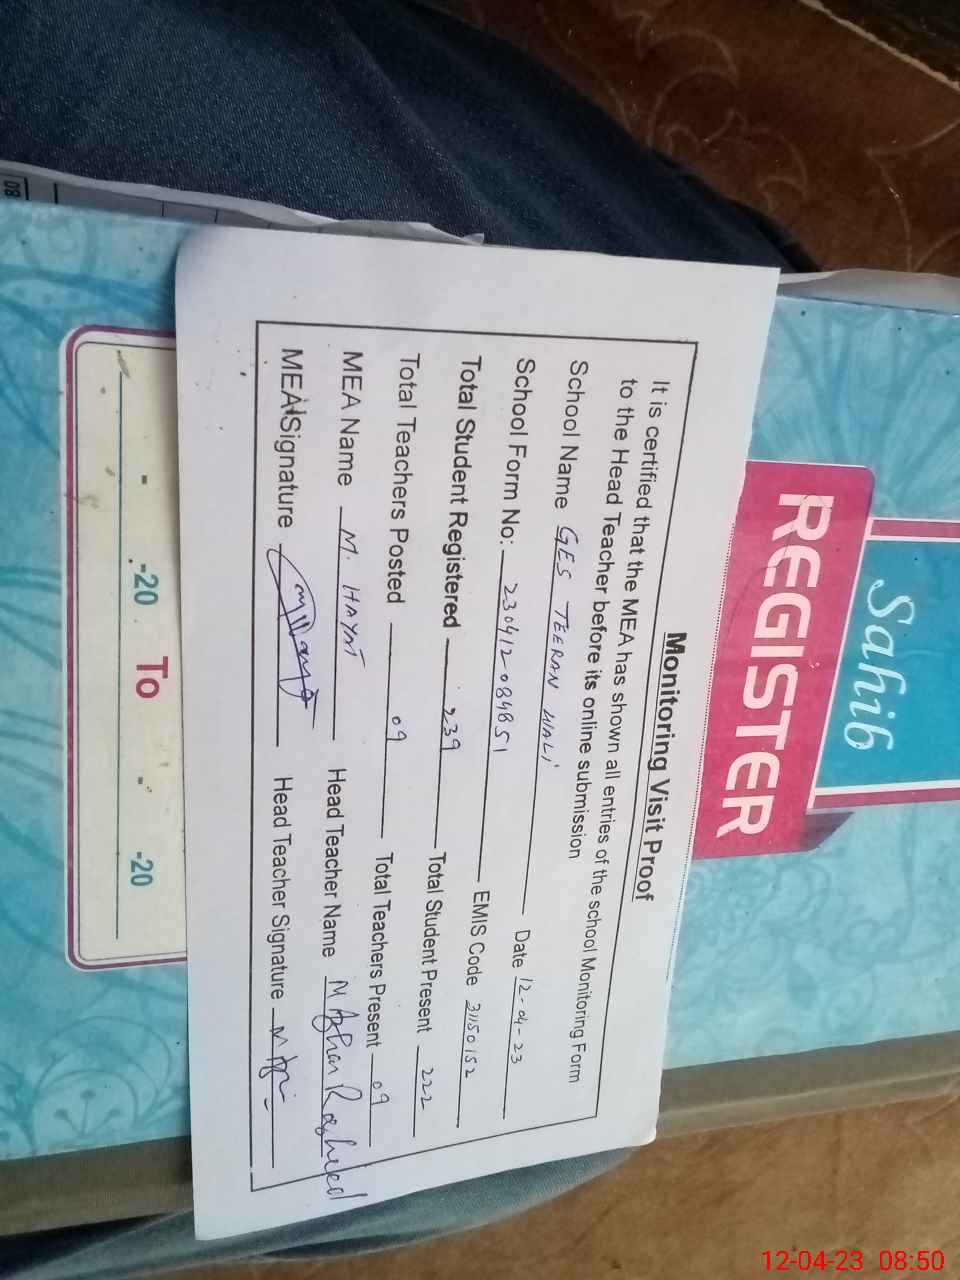 Sahib
REGISTER
Monitoring Visit Proof
It is certified that the MEA has shown all entries of the school Monitoring Form
to the Head Teacher before its online submission
School Name GES TEERAN WALI Date 12-04-23
School Form No: 230412084851 EMIS Code 31150152
Total Student Registered 239 Total Student Present 222
Total Teachers Posted 09 Total Teachers Present 09
MEA Name M. HAYAT Head Teacher Name M Azhar Rasheed
MEA Signature Head Teacher Signature
- -20 To - -20
08
12-04-23 08:50